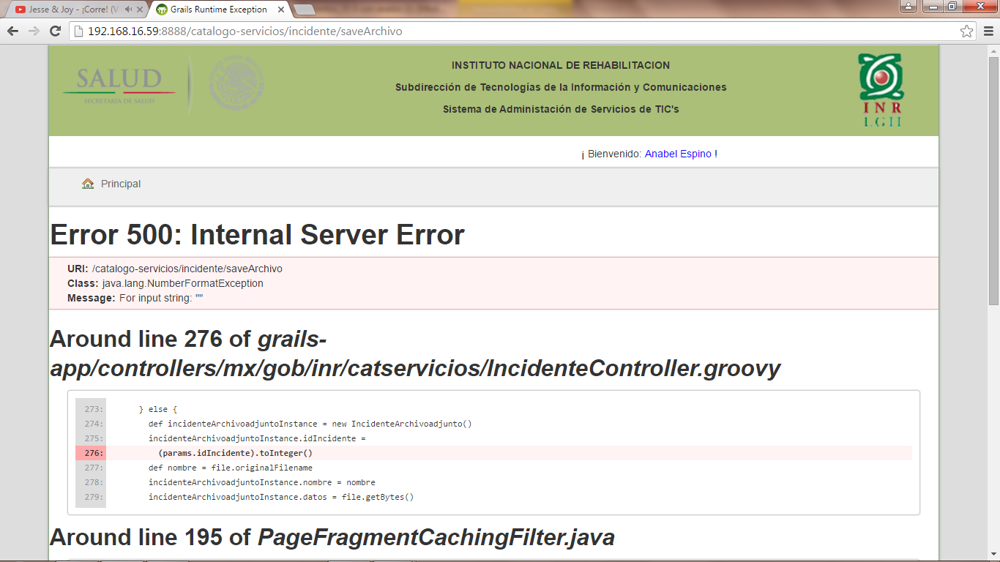 Jesse & Joy - ¡Corre! (V
Grails Runtime Exception
192.168.16.59:8888/catalogo-servicios/incidente/saveArchivo
SALUD
SECRETARÍA DE SALUD
INSTITUTO NACIONAL DE REHABILITACION
Subdirección de Tecnologías de la Información y Comunicaciones
Sistema de Administación de Servicios de TIC's
INR
LGII
¡ Bienvenido: Anabel Espino !
Principal
Error 500: Internal Server Error
URI: /catalogo-servicios/incidente/saveArchivo
Class: java.lang.NumberFormatException
Message: For input string: ""
Around line 276 of grails-
app/controllers/mx/gob/inr/catservicios/IncidenteController.groovy
273: } else {
274: def incidenteArchivoadjuntoInstance = new IncidenteArchivoadjunto()
275: incidenteArchivoadjuntoInstance.idIncidente =
276: (params.idIncidente).toInteger()
277: def nombre = file.originalFilename
278: incidenteArchivoadjuntoInstance.nombre = nombre
279: incidenteArchivoadjuntoInstance.datos = file.getBytes()
Around line 195 of PageFragmentCachingFilter.java